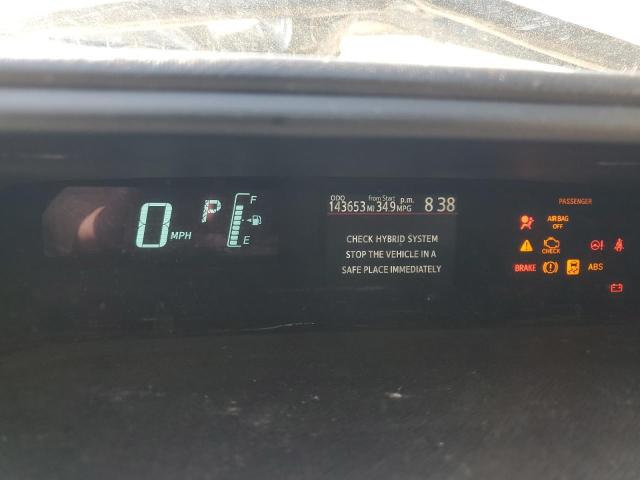 PASSENGER
ODO from Start p.m.
143653 MI 34.9 MPG 8 38
0 MPH P F
E
AIR BAG
OFF
CHECK HYBRID SYSTEM
STOP THE VEHICLE IN A
SAFE PLACE IMMEDIATELY
CHECK
BRAKE ABS